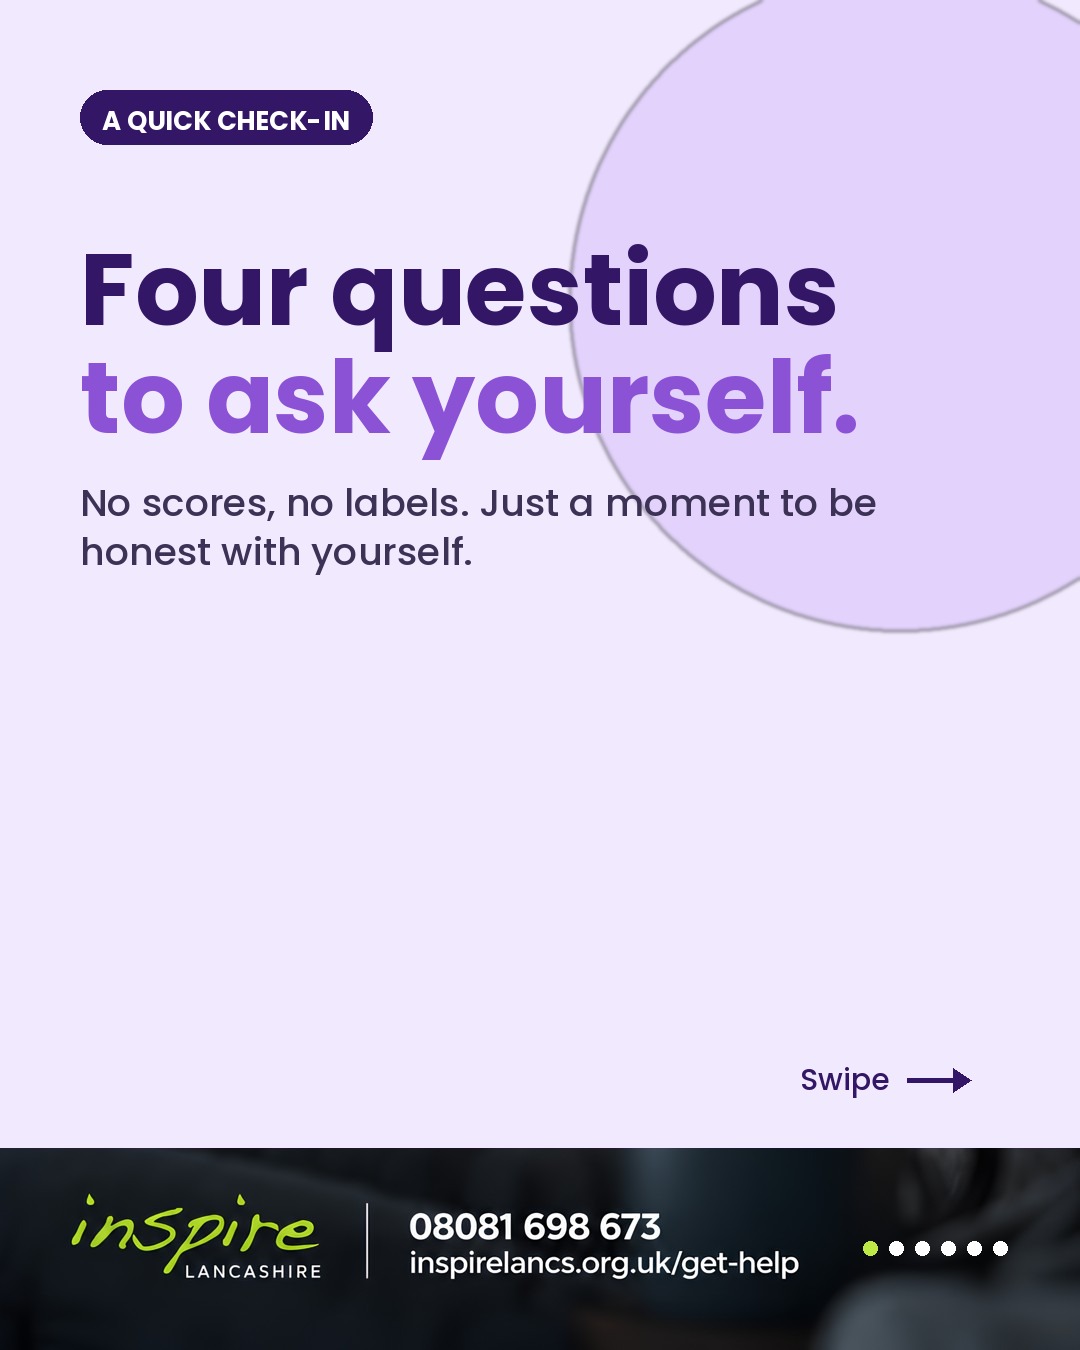 A QUICK CHECK-IN
Four questions
to ask yourself.
No scores, no labels. Just a moment to be
honest with yourself.
Swipe
inspire
LANCASHIRE
08081 698 673
inspirelancs.org.uk/get-help